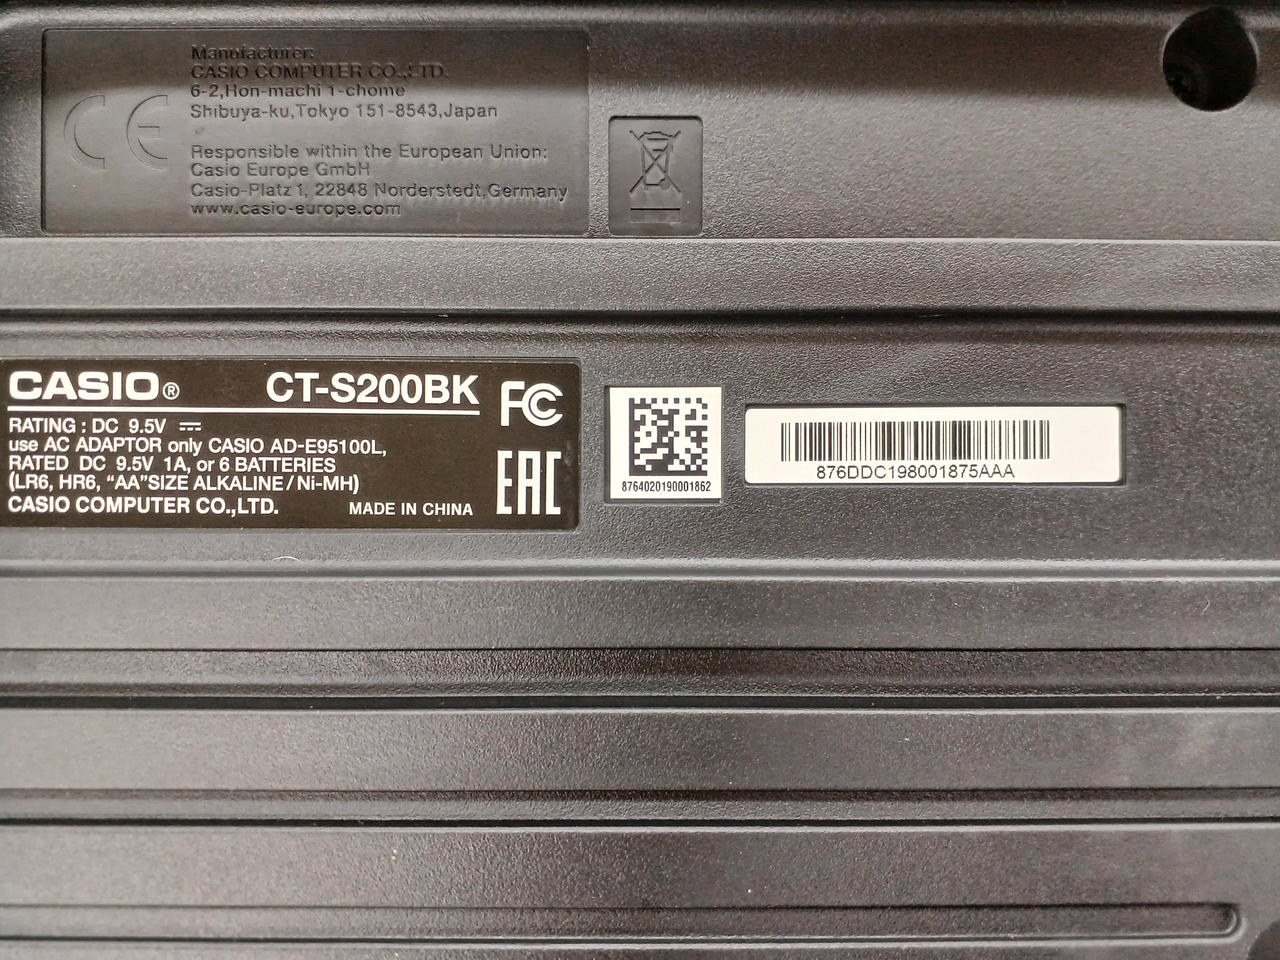 Manufacturer:
CASIO COMPUTER CO.,LTD.
6-2,Hon-machi 1-chome
Shibuya-ku,Tokyo 151-8543,Japan
CE
Responsible within the European Union:
Casio Europe GmbH
Casio-Platz 1, 22848 Norderstedt,Germany
www.casio-europe.com
CASIO® CT-S200BK
FC
RATING : DC 9.5V ⎓
use AC ADAPTOR only CASIO AD-E95100L,
RATED DC 9.5V 1A, or 6 BATTERIES
(LR6, HR6, “AA”SIZE ALKALINE/Ni-MH)
CASIO COMPUTER CO.,LTD. MADE IN CHINA
EAC
8764020190001862
876DDC198001875AAA